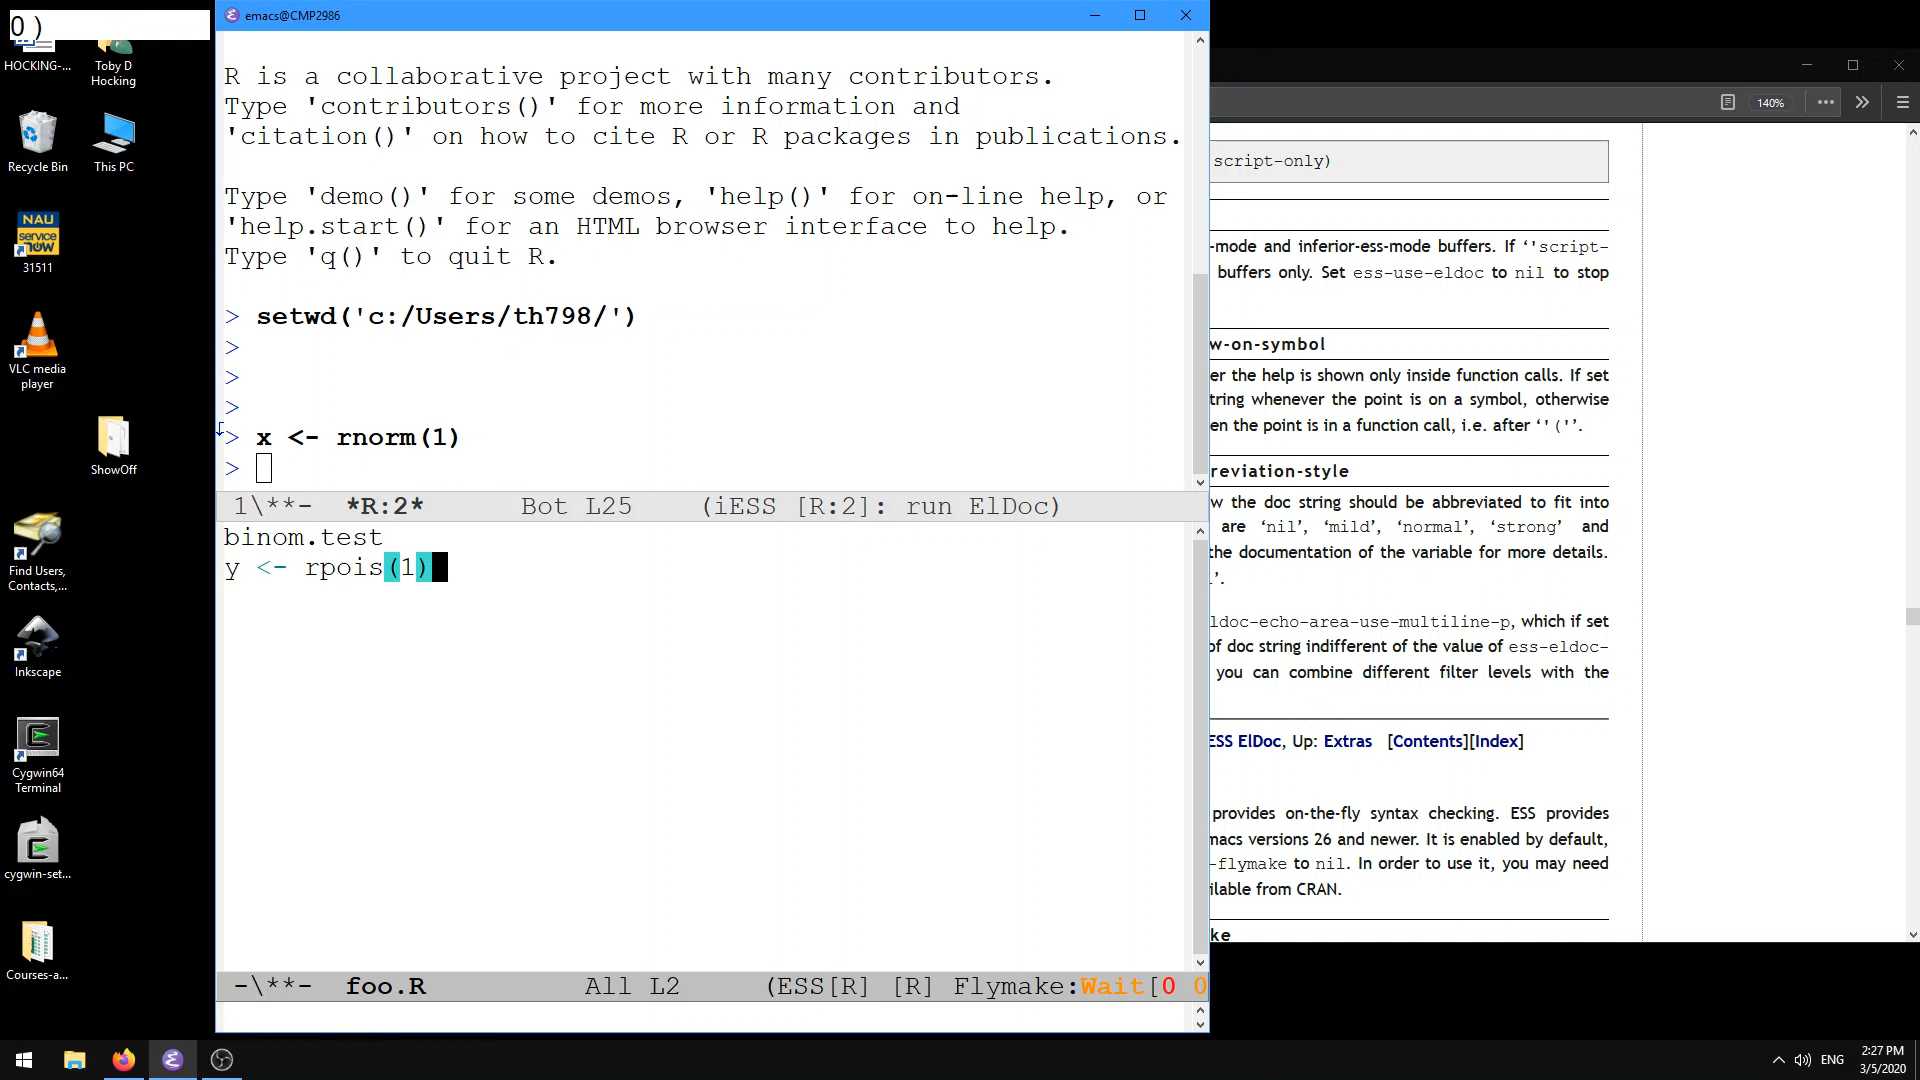 0 )
HOCKING-...
Toby D
Hocking
Recycle Bin
This PC
NAU
service
now
31511
VLC media
player
ShowOff
Find Users,
Contacts,...
Inkscape
Cygwin64
Terminal
cygwin-set...
Courses-a...
emacs@CMP2986
R is a collaborative project with many contributors.
Type 'contributors()' for more information and
'citation()' on how to cite R or R packages in publications.
Type 'demo()' for some demos, 'help()' for on-line help, or
'help.start()' for an HTML browser interface to help.
Type 'q()' to quit R.
> setwd('c:/Users/th798/')
>
>
>
> x <- rnorm(1)
>
1\**-  *R:2*      Bot L25    (iESS [R:2]: run ElDoc)
binom.test
y <- rpois(1)
-\**-  foo.R          All L2     (ESS[R] [R] Flymake:Wait[0 0
140%
script-only)
-mode and inferior-ess-mode buffers. If ‘'script-
buffers only. Set ess-use-eldoc to nil to stop
w-on-symbol
er the help is shown only inside function calls. If set
tring whenever the point is on a symbol, otherwise
en the point is in a function call, i.e. after ‘'('’.
reviation-style
w the doc string should be abbreviated to fit into
are ‘nil’, ‘mild’, ‘normal’, ‘strong’ and
the documentation of the variable for more details.
’.
ldoc-echo-area-use-multiline-p, which if set
of doc string indifferent of the value of ess-eldoc-
you can combine different filter levels with the
ESS ElDoc, Up: Extras [Contents][Index]
provides on-the-fly syntax checking. ESS provides
macs versions 26 and newer. It is enabled by default,
-flymake to nil. In order to use it, you may need
ilable from CRAN.
ke
ENG
2:27 PM
3/5/2020